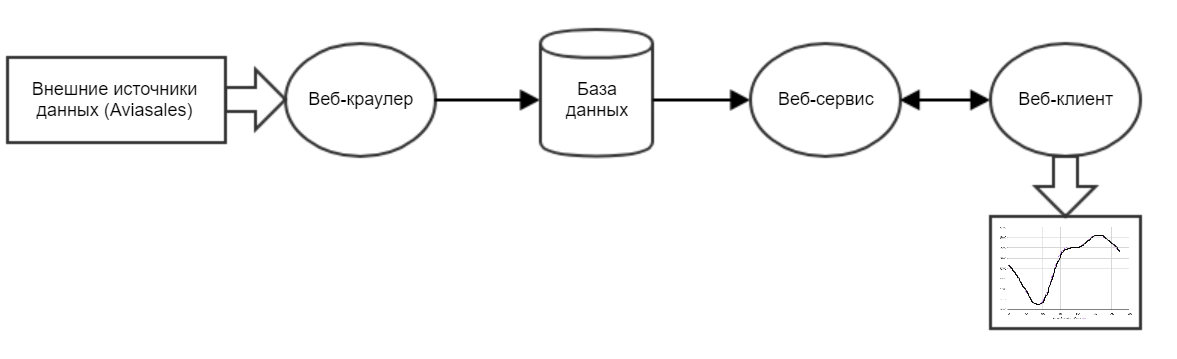 Внешние источники
данных (Aviasales)
Веб-краулер
База
данных
Веб-сервис
Веб-клиент